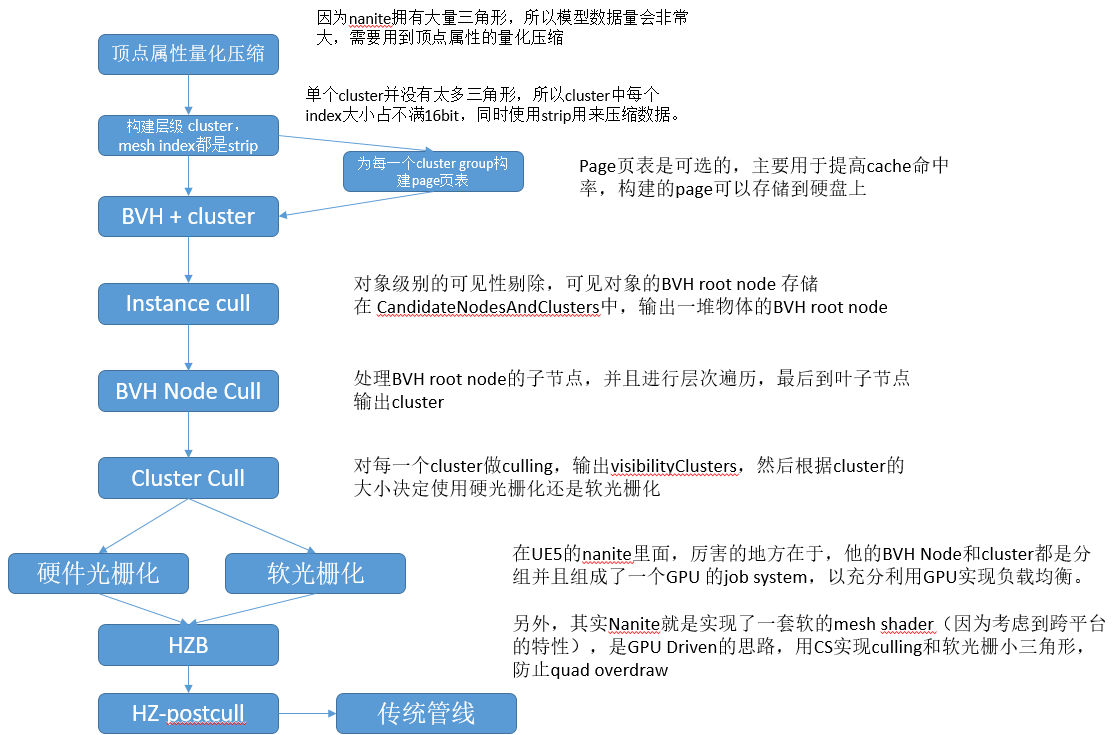 因为nanite拥有大量三角形，所以模型数据量会非常
大，需要用到顶点属性的量化压缩
顶点属性量化压缩
单个cluster并没有太多三角形，所以cluster中每个
index大小占不满16bit，同时使用strip用来压缩数据。
构建层级 cluster，
mesh index都是strip
为每一个cluster group构
建page页表
Page页表是可选的，主要用于提高cache命中
率，构建的page可以存储到硬盘上
BVH + cluster
对象级别的可见性剔除，可见对象的BVH root node 存储
在 CandidateNodesAndClusters中，输出一堆物体的BVH root node
Instance cull
处理BVH root node的子节点，并且进行层次遍历，最后到叶子节点
输出cluster
BVH Node Cull
对每一个cluster做culling，输出visibilityClusters，然后根据cluster的
大小决定使用硬光栅化还是软光栅化
Cluster Cull
硬件光栅化
软光栅化
在UE5的nanite里面，厉害的地方在于，他的BVH Node和cluster都是分
组并且组成了一个GPU 的job system，以充分利用GPU实现负载均衡。
另外，其实Nanite就是实现了一套软的mesh shader（因为考虑到跨平台
的特性），是GPU Driven的思路，用CS实现culling和软光栅小三角形，
防止quad overdraw
HZB
HZ-postcull
传统管线